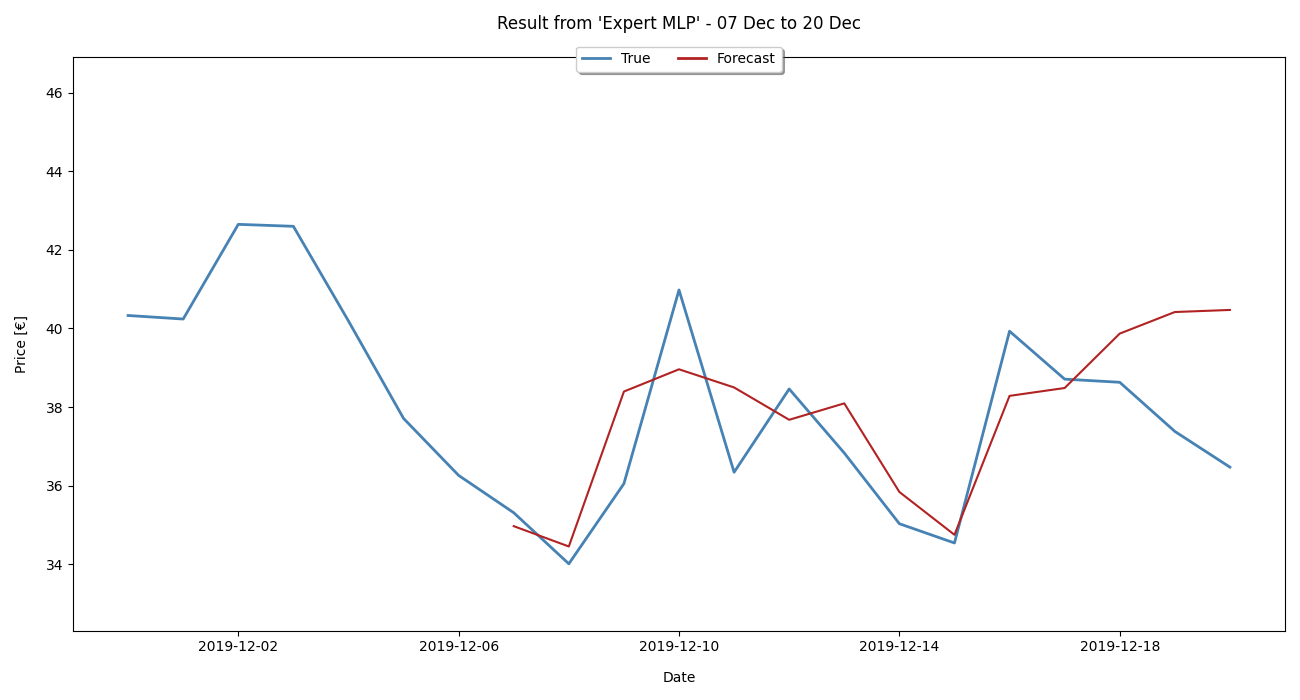 Result from 'Expert MLP' - 07 Dec to 20 Dec
True Forecast
46
44
42
40
38
36
34
Price [€]
2019-12-02 2019-12-06 2019-12-10 2019-12-14 2019-12-18
Date